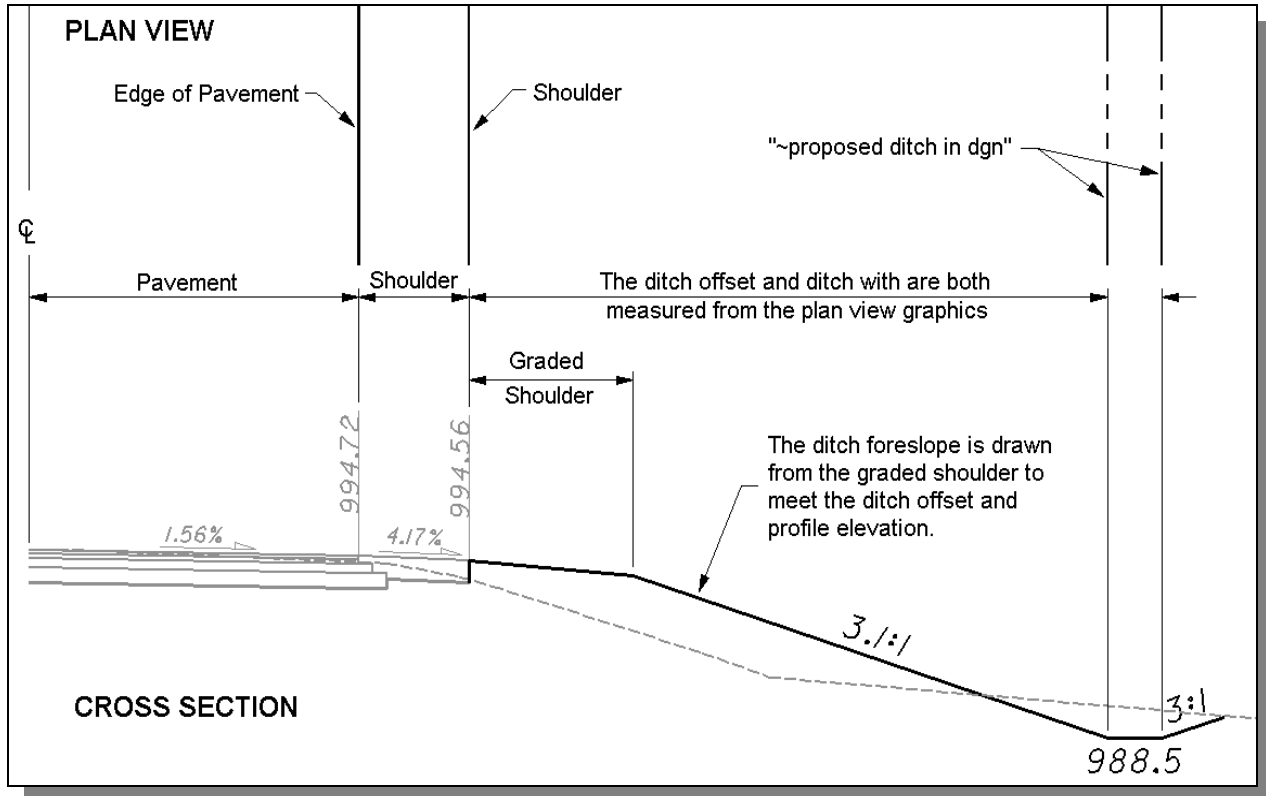 PLAN VIEW
Edge of Pavement
Shoulder
"~proposed ditch in dgn"
℄
Pavement
Shoulder
The ditch offset and ditch with are both
measured from the plan view graphics
Graded
Shoulder
994.72
994.56
The ditch foreslope is drawn
from the graded shoulder to
meet the ditch offset and
profile elevation.
1.56%
4.17%
3.1:1
CROSS SECTION
3:1
988.5